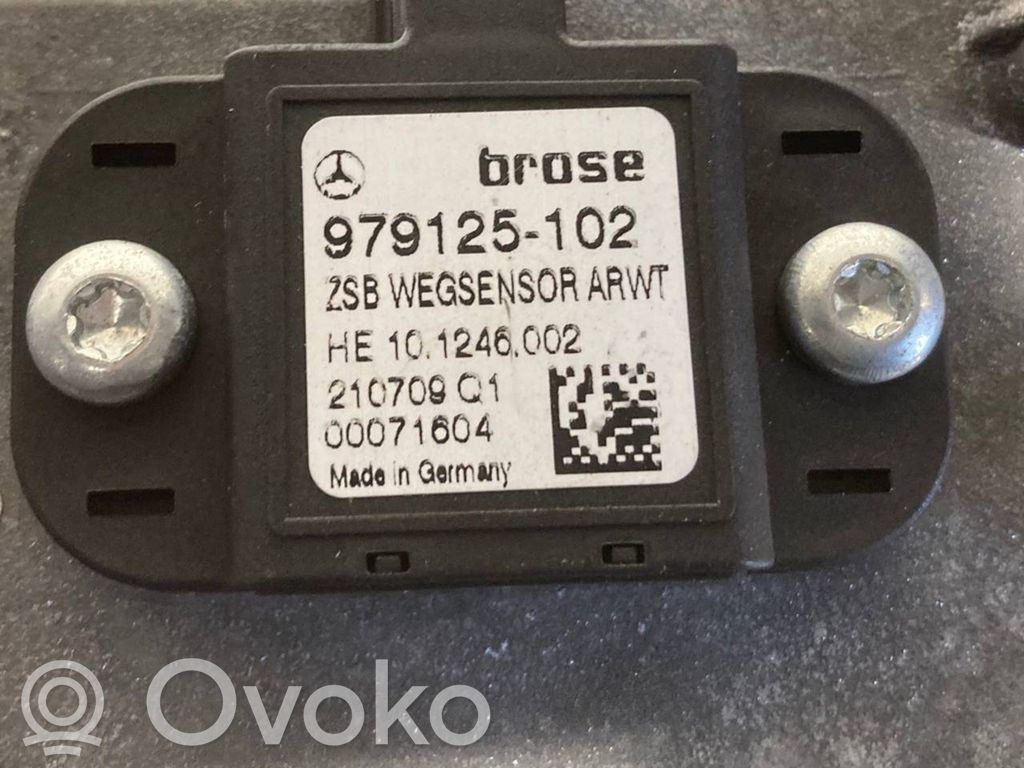 brose
979125-102
ZSB WEGSENSOR ARWT
HE 10.1246.002
210709 Q1
00071604
Made in Germany
Ovoko